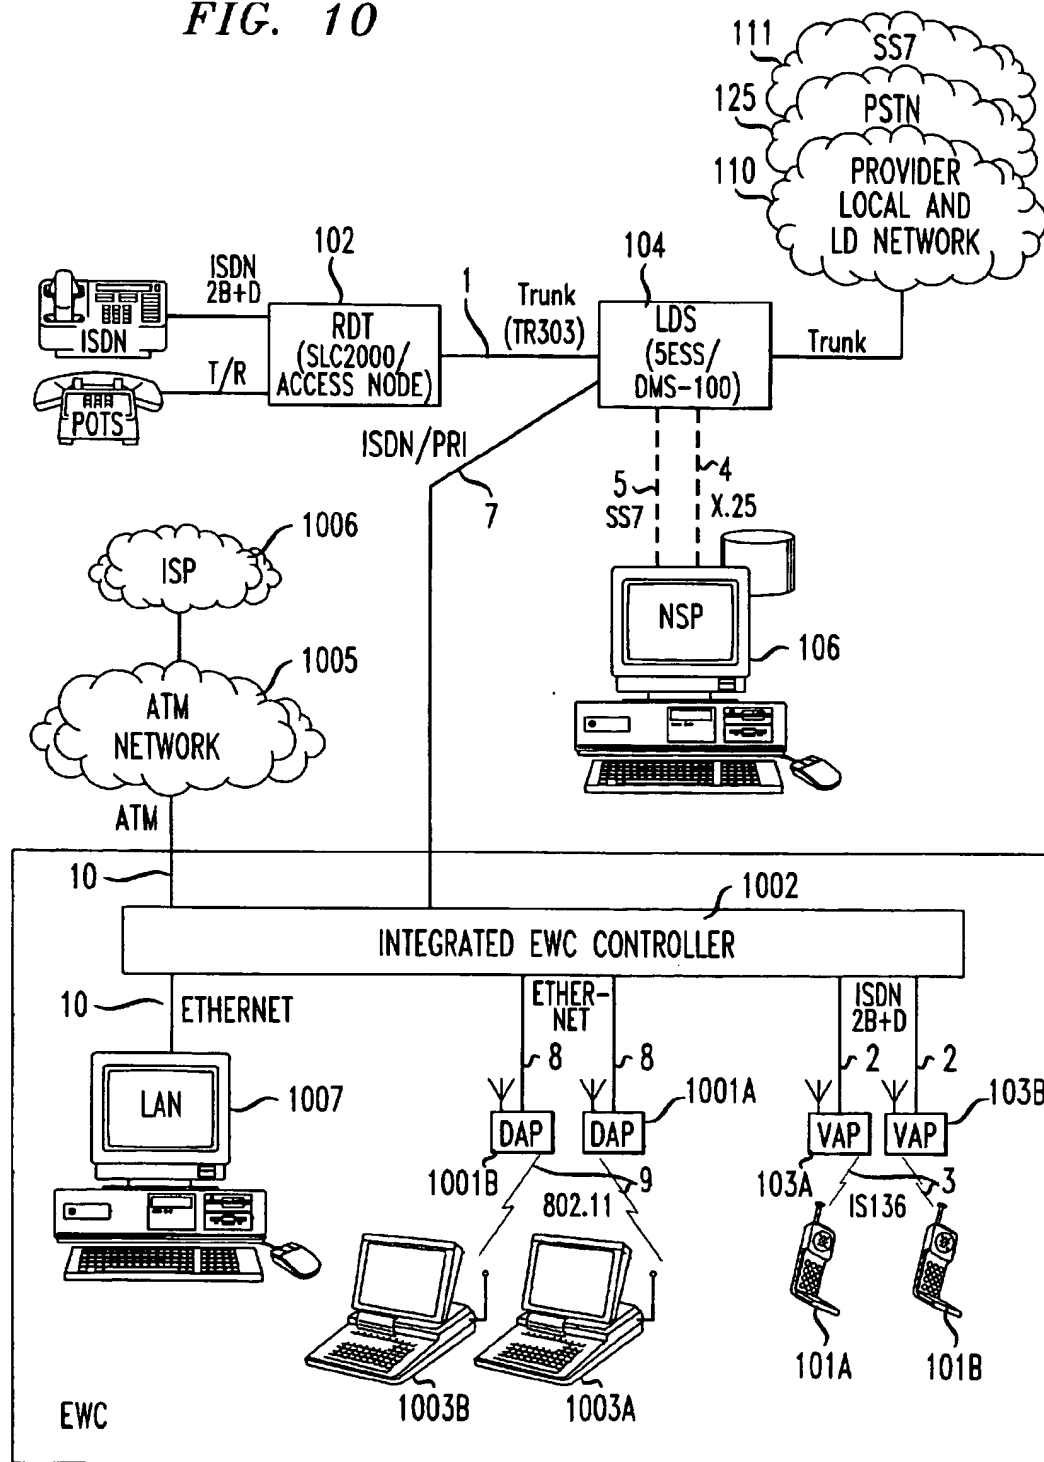 FIG. 10
111
SS7
125
PSTN
110
PROVIDER
LOCAL AND
LD NETWORK
102
104
ISDN
2B+D
1
Trunk
(TR303)
ISDN
RDT
(SLC2000/
ACCESS NODE)
LDS
(5ESS/
DMS-100)
Trunk
T/R
POTS
ISDN/PRI
7
5
SS7
4
X.25
1006
ISP
NSP
106
1005
ATM
NETWORK
ATM
10
1002
INTEGRATED EWC CONTROLLER
10
ETHERNET
ETHER-
NET
ISDN
2B+D
8
8
2
2
LAN
1007
DAP
DAP
1001A
VAP
VAP
103B
1001B
9
802.11
103A
3
IS136
101A
101B
1003B
1003A
EWC